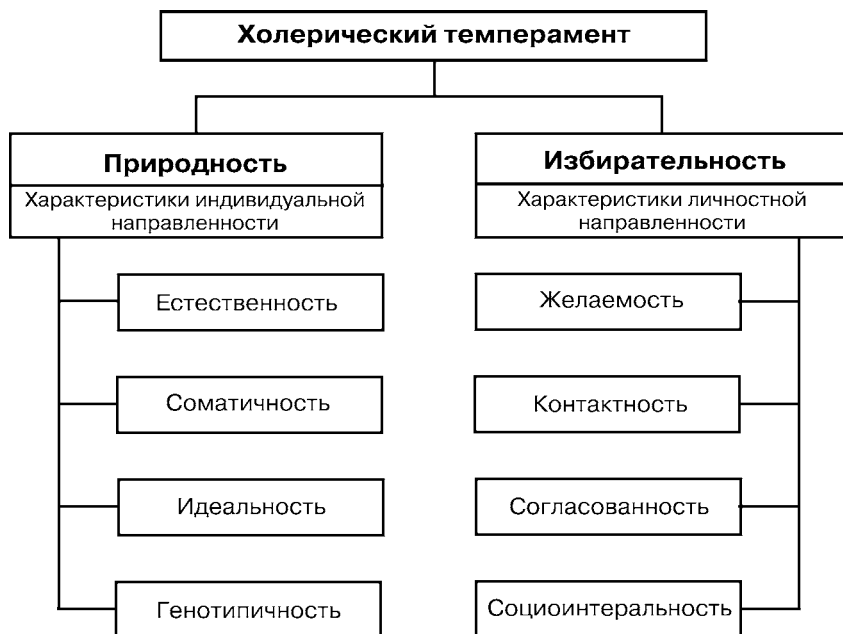 Холерический темперамент
Природность
Характеристики индивидуальной
направленности
Естественность
Соматичность
Идеальность
Генотипичность
Избирательность
Характеристики личностной
направленности
Желаемость
Контактность
Согласованность
Социоинтеральность